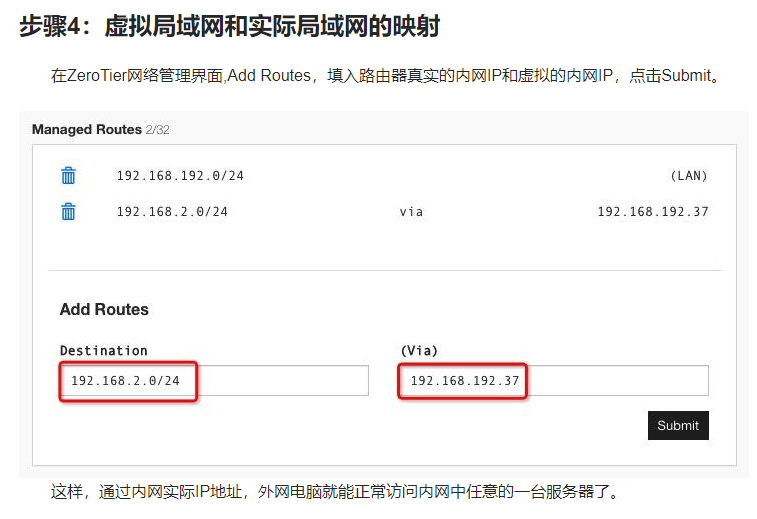 步骤4：虚拟局域网和实际局域网的映射
在ZeroTier网络管理界面,Add Routes，填入路由器真实的内网IP和虚拟的内网IP，点击Submit。
Managed Routes 2/32
192.168.192.0/24 (LAN)
192.168.2.0/24 via 192.168.192.37
Add Routes
Destination (Via)
192.168.2.0/24 192.168.192.37
Submit
这样，通过内网实际IP地址，外网电脑就能正常访问内网中任意的一台服务器了。